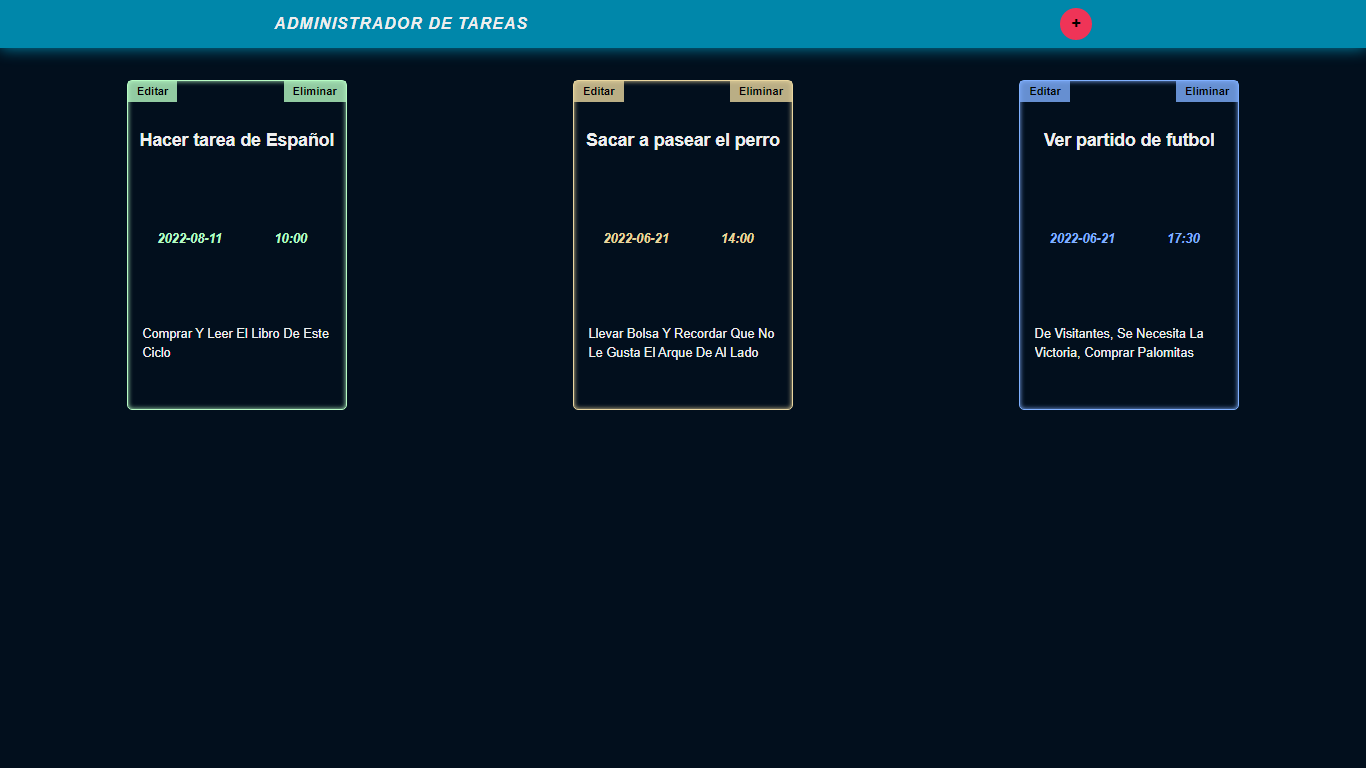 ADMINISTRADOR DE TAREAS
+
Editar
Eliminar
Hacer tarea de Español
2022-08-11
10:00
Comprar Y Leer El Libro De Este
Ciclo
Editar
Eliminar
Sacar a pasear el perro
2022-06-21
14:00
Llevar Bolsa Y Recordar Que No
Le Gusta El Arque De Al Lado
Editar
Eliminar
Ver partido de futbol
2022-06-21
17:30
De Visitantes, Se Necesita La
Victoria, Comprar Palomitas